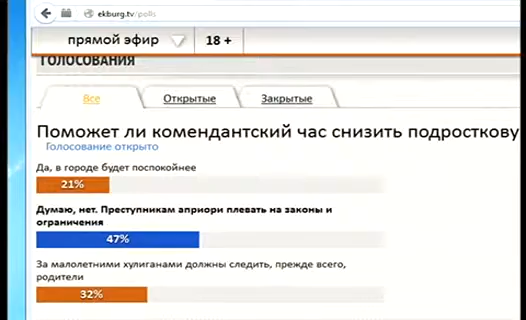 ekburg.tv/polls
прямой эфир 18 +
ГОЛОСОВАНИЯ
Все Открытые Закрытые
Поможет ли комендантский час снизить подросткову
Голосование открыто
Да, в городе будет поспокойнее
21%
Думаю, нет. Преступникам априори плевать на законы и
ограничения
47%
За малолетними хулиганами должны следить, прежде всего,
родители
32%